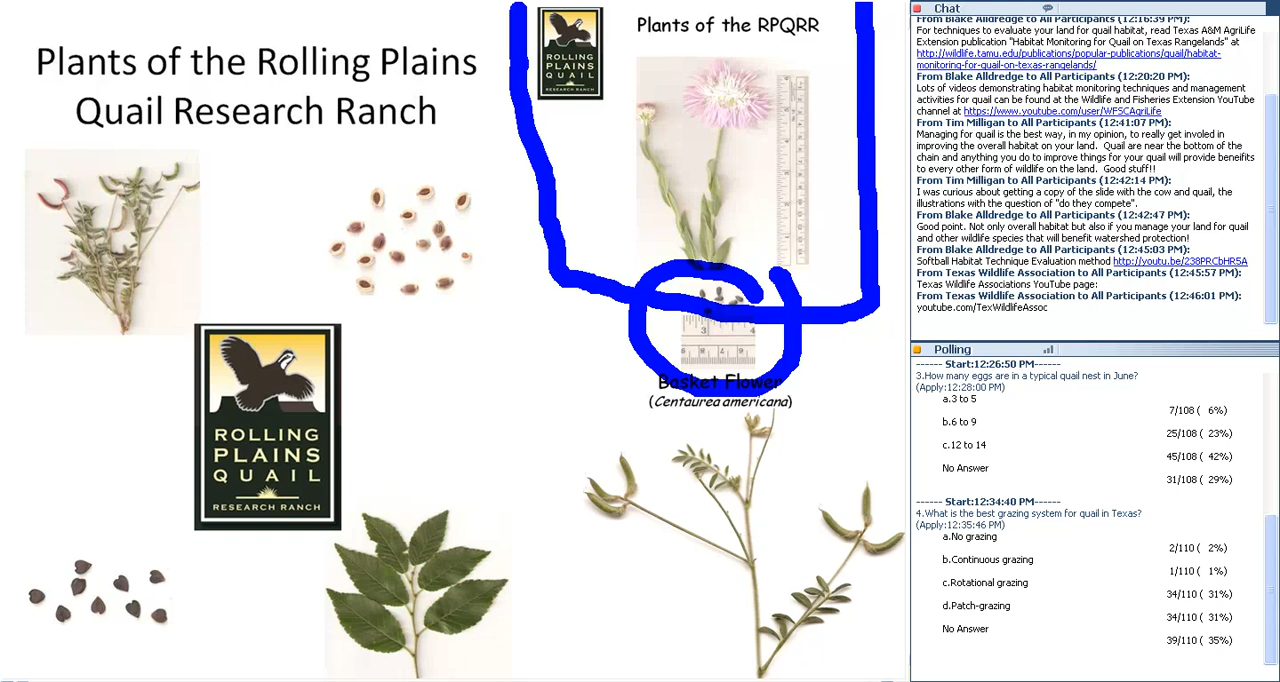 Plants of the Rolling Plains
Quail Research Ranch
ROLLING
PLAINS
QUAIL
RESEARCH RANCH
Plants of the RPQRR
ROLLING
PLAINS
QUAIL
RESEARCH RANCH
Basket Flower
(Centaurea americana)
Chat
From Blake Alldredge to All Participants (12:16:39 PM):
For techniques to evaluate your land for quail habitat, read Texas A&M AgriLife
Extension publication "Habitat Monitoring for Quail on Texas Rangelands" at
http://wildlife.tamu.edu/publications/popular-publications/quail/habitat-
monitoring-for-quail-on-texas-rangelands/
From Blake Alldredge to All Participants (12:20:20 PM):
Lots of videos demonstrating habitat monitoring techniques and management
activities for quail can be found at the Wildlife and Fisheries Extension YouTube
channel at https://www.youtube.com/user/WFSCAgriLife
From Tim Milligan to All Participants (12:41:07 PM):
Managing for quail is the best way, in my opinion, to really get involed in
improving the overall habitat on your land. Quail are near the bottom of the
chain and anything you do to improve things for your quail will provide beneifits
to every other form of wildlife on the land. Good stuff!!
From Tim Milligan to All Participants (12:42:14 PM):
I was curious about getting a copy of the slide with the cow and quail, the
illustrations with the question of "do they compete".
From Blake Alldredge to All Participants (12:42:47 PM):
Good point. Not only overall habitat but also if you manage your land for quail
and other wildlife species that will benefit watershed protection!
From Blake Alldredge to All Participants (12:45:03 PM):
Softball Habitat Technique Evaluation method http://youtu.be/238PRCbHR5A
From Texas Wildlife Association to All Participants (12:45:57 PM):
Texas Wildlife Associations YouTube page:
From Texas Wildlife Association to All Participants (12:46:01 PM):
youtube.com/TexWildlifeAssoc
Polling
------ Start:12:26:50 PM------
3.How many eggs are in a typical quail nest in June?
(Apply:12:28:00 PM)
a.3 to 5
7/108 ( 6%)
b.6 to 9
25/108 ( 23%)
c.12 to 14
45/108 ( 42%)
No Answer
31/108 ( 29%)
------ Start:12:34:40 PM------
4.What is the best grazing system for quail in Texas?
(Apply:12:35:46 PM)
a.No grazing
2/110 ( 2%)
b.Continuous grazing
1/110 ( 1%)
c.Rotational grazing
34/110 ( 31%)
d.Patch-grazing
34/110 ( 31%)
No Answer
39/110 ( 35%)